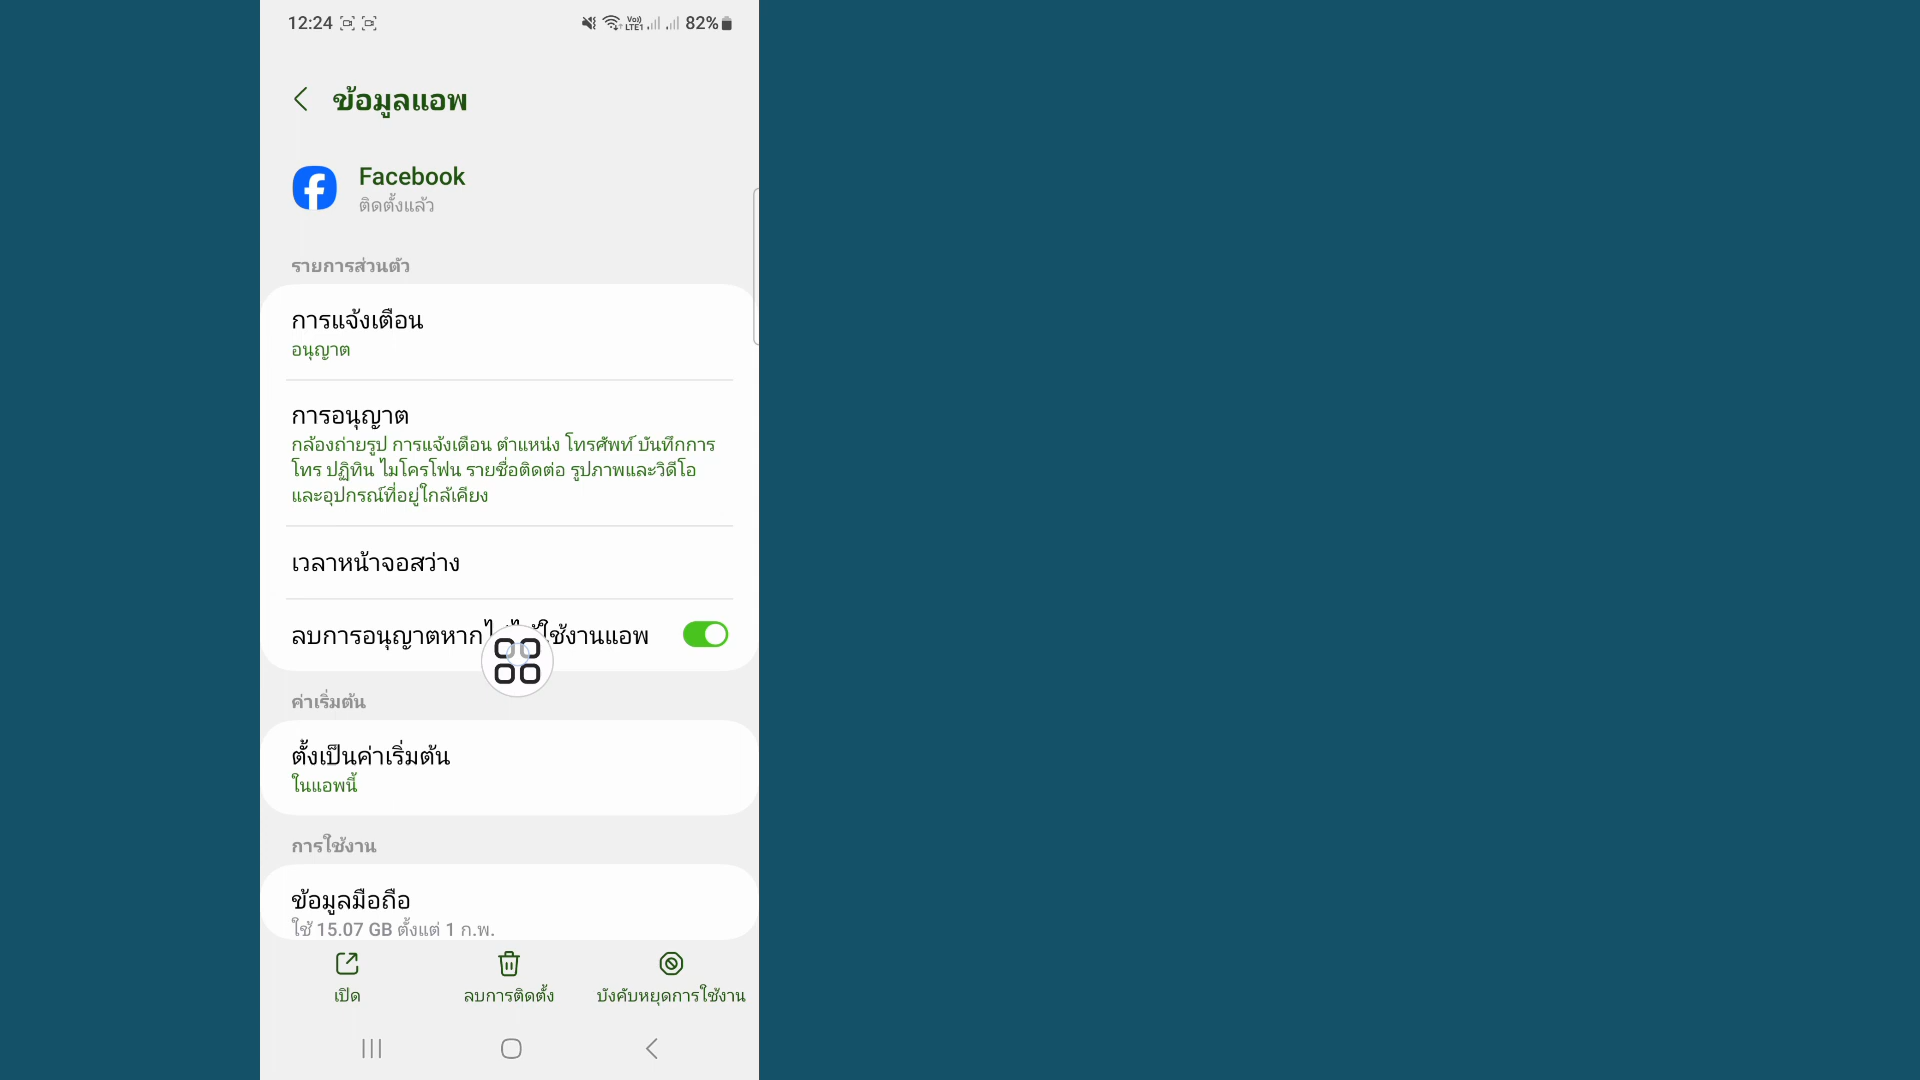 12:24
Vo))
LTE1
82%
ข้อมูลแอพ
Facebook
ติดตั้งแล้ว
รายการส่วนตัว
การแจ้งเตือน
อนุญาต
การอนุญาต
กล้องถ่ายรูป การแจ้งเตือน ตำแหน่ง โทรศัพท์ บันทึกการ
โทร ปฏิทิน ไมโครโฟน รายชื่อติดต่อ รูปภาพและวิดีโอ
และอุปกรณ์ที่อยู่ใกล้เคียง
เวลาหน้าจอสว่าง
ลบการอนุญาตหาก ใช้งานแอพ
ค่าเริ่มต้น
ตั้งเป็นค่าเริ่มต้น
ในแอพนี้
การใช้งาน
ข้อมูลมือถือ
ใช้ 15.07 GB ตั้งแต่ 1 ก.พ.
เปิด
ลบการติดตั้ง
บังคับหยุดการใช้งาน